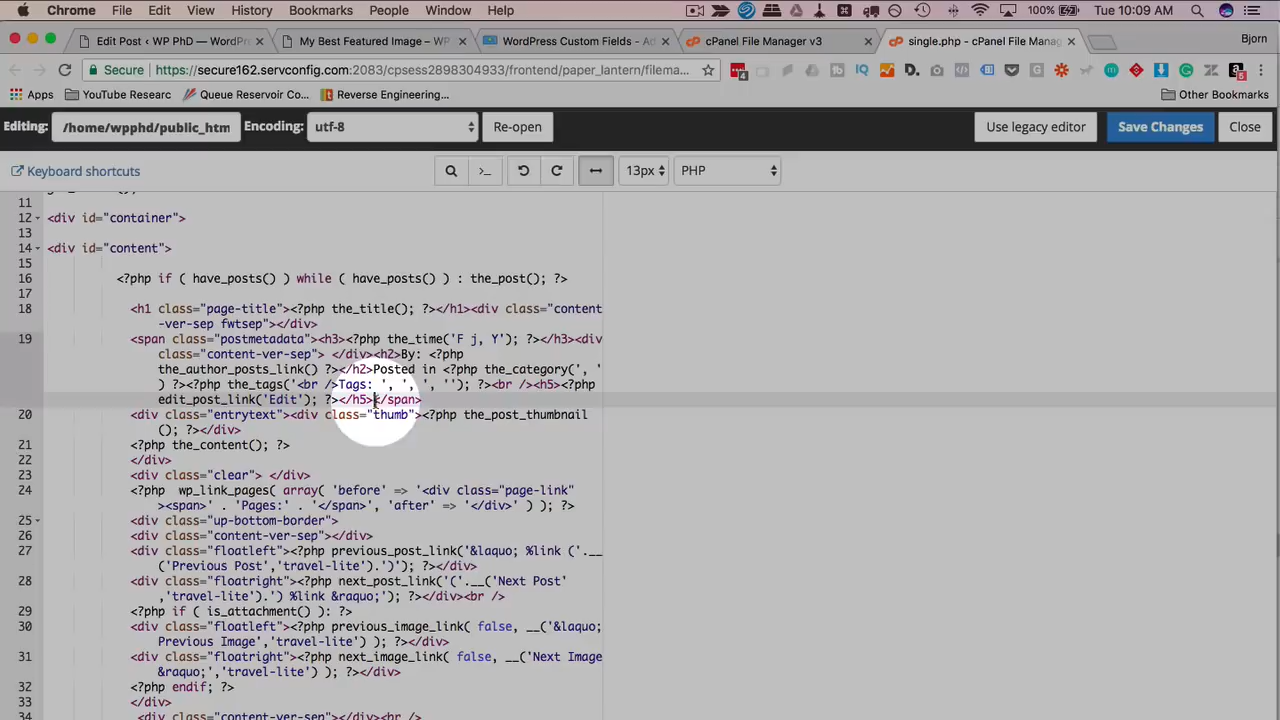 Chrome File Edit View History Bookmarks People Window Help 100% Tue 10:09 AM
Edit Post ‹ WP PhD — WordPre × My Best Featured Image – WP × WordPress Custom Fields - Ad × cPanel File Manager v3 × single.php - cPanel File Manag × Bjorn
Secure https://secure162.servconfig.com:2083/cpsess2898304933/frontend/paper_lantern/filema...
Apps YouTube Researc Queue Reservoir Co... Reverse Engineering... Other Bookmarks
Editing: /home/wpphd/public_htm Encoding: utf-8 Re-open Use legacy editor Save Changes Close
Keyboard shortcuts 13px PHP
11
12 <div id="container">
13
14 <div id="content">
15
16 <?php if ( have_posts() ) while ( have_posts() ) : the_post(); ?>
17
18 <h1 class="page-title"><?php the_title(); ?></h1><div class="content
-ver-sep fwtsep"></div>
19 <span class="postmetadata"><h3><?php the_time('F j, Y'); ?></h3><div
class="content-ver-sep"> </div><h2>By: <?php
the_author_posts_link() ?></h2>Posted in <?php the_category(', '
) ?><?php the_tags('<br />Tags: ', ', ', ''); ?><br /><h5><?php
edit_post_link('Edit'); ?></h5></span>
20 <div class="entrytext"><div class="thumb"><?php the_post_thumbnail
(); ?></div>
21 <?php the_content(); ?>
22 </div>
23 <div class="clear"> </div>
24 <?php wp_link_pages( array( 'before' => '<div class="page-link"
><span>' . 'Pages:' . '</span>', 'after' => '</div>' ) ); ?>
25 <div class="up-bottom-border">
26 <div class="content-ver-sep"></div>
27 <div class="floatleft"><?php previous_post_link('&laquo; %link ('.__
('Previous Post','travel-lite').')'); ?></div>
28 <div class="floatright"><?php next_post_link('('.__('Next Post'
,'travel-lite').') %link &raquo;'); ?></div><br />
29 <?php if ( is_attachment() ): ?>
30 <div class="floatleft"><?php previous_image_link( false, __('&laquo;
Previous Image','travel-lite') ); ?></div>
31 <div class="floatright"><?php next_image_link( false, __('Next Image
&raquo;','travel-lite') ); ?></div>
32 <?php endif; ?>
33 </div>
34 <div class="content-ver-sep"></div><br />